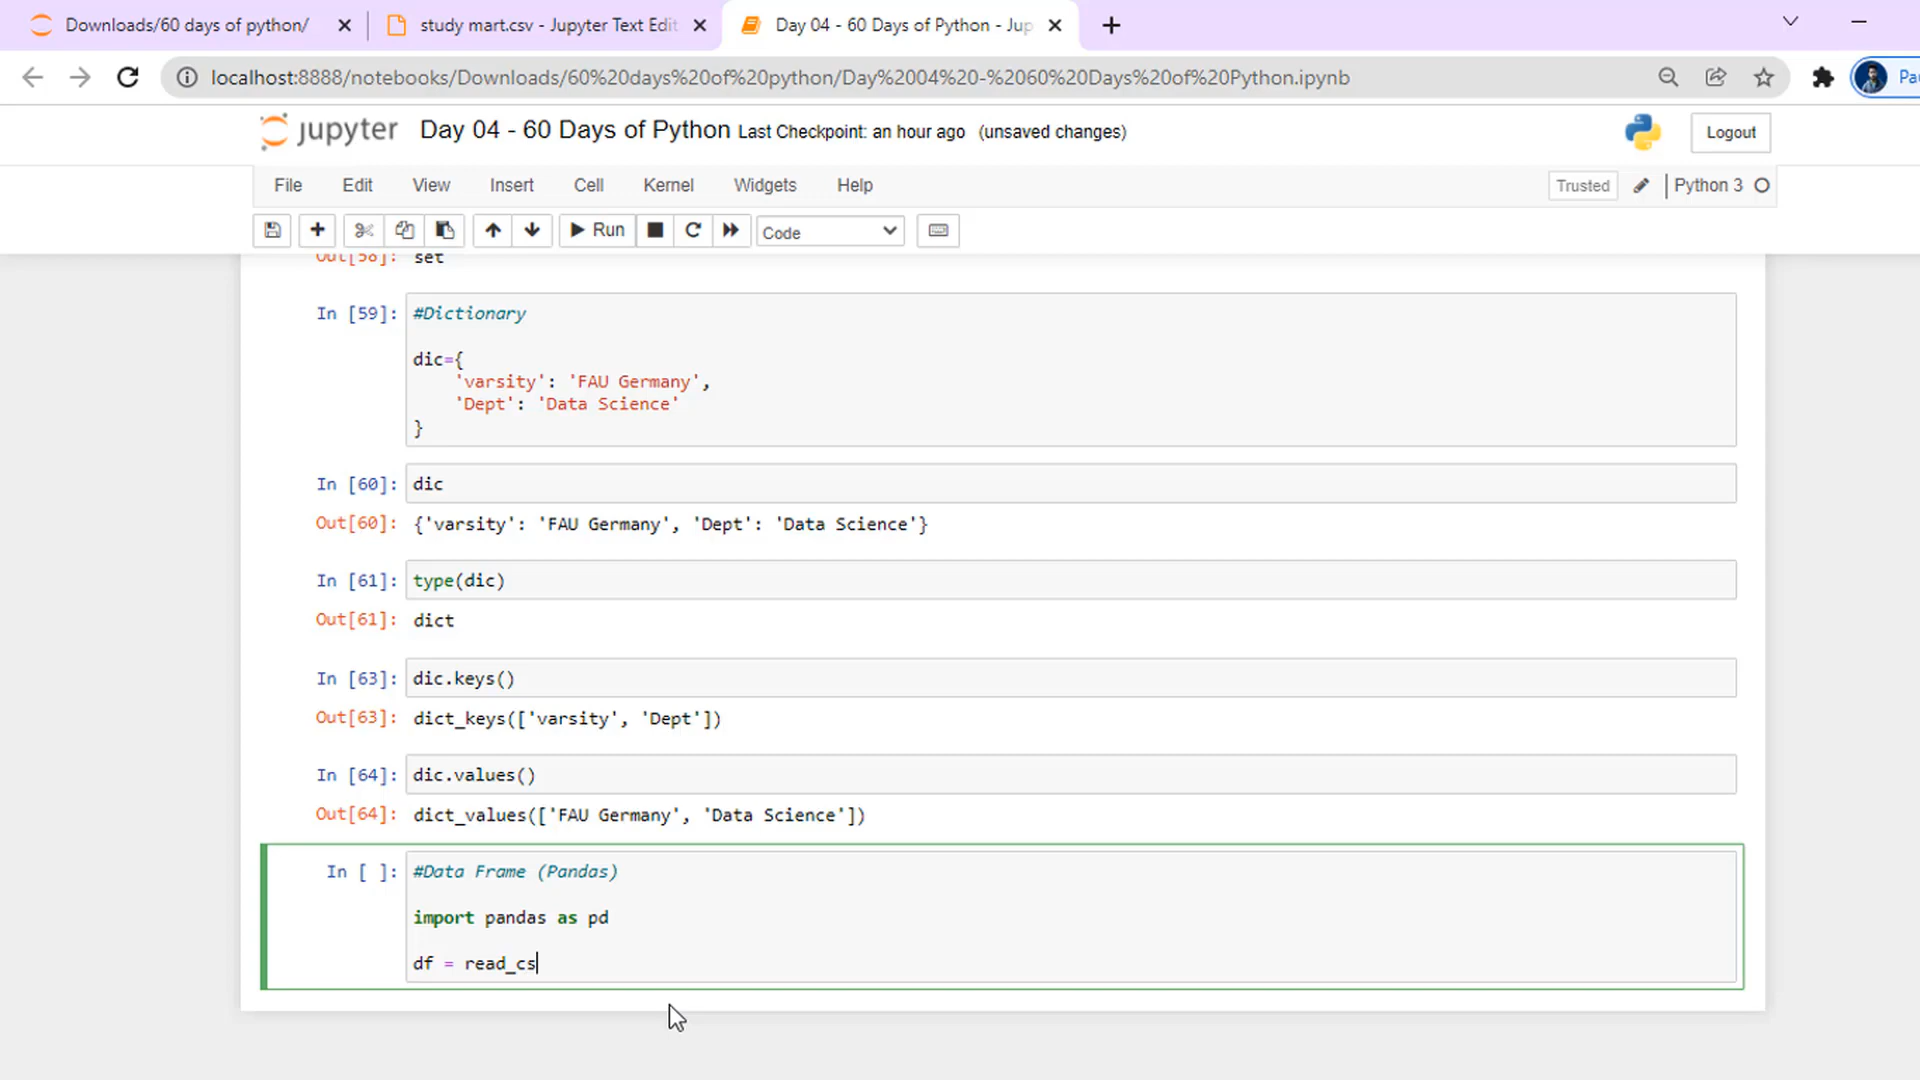 Downloads/60 days of python/
study mart.csv - Jupyter Text Edit
Day 04 - 60 Days of Python - Jup
localhost:8888/notebooks/Downloads/60%20days%20of%20python/Day%2004%20-%2060%20Days%20of%20Python.ipynb
Pau
jupyter Day 04 - 60 Days of Python Last Checkpoint: an hour ago (unsaved changes)
Logout
File Edit View Insert Cell Kernel Widgets Help
Trusted Python 3
Run Code
Out[58]: set
In [59]: #Dictionary
dic={
'varsity': 'FAU Germany',
'Dept': 'Data Science'
}
In [60]: dic
Out[60]: {'varsity': 'FAU Germany', 'Dept': 'Data Science'}
In [61]: type(dic)
Out[61]: dict
In [63]: dic.keys()
Out[63]: dict_keys(['varsity', 'Dept'])
In [64]: dic.values()
Out[64]: dict_values(['FAU Germany', 'Data Science'])
In [ ]: #Data Frame (Pandas)
import pandas as pd
df = read_cs